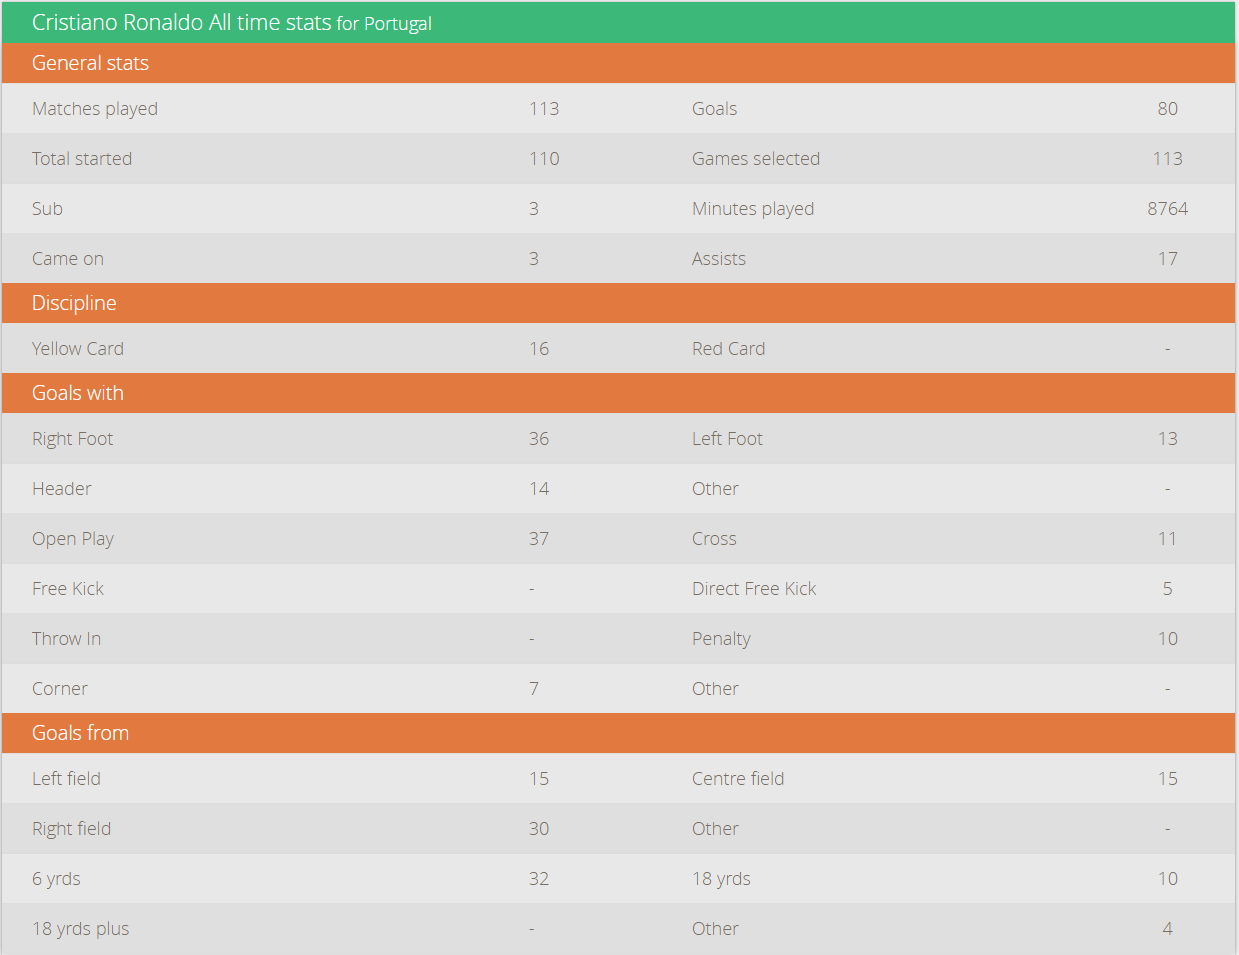 Cristiano Ronaldo All time stats for Portugal
General stats
Matches played 113 Goals 80
Total started 110 Games selected 113
Sub 3 Minutes played 8764
Came on 3 Assists 17
Discipline
Yellow Card 16 Red Card -
Goals with
Right Foot 36 Left Foot 13
Header 14 Other -
Open Play 37 Cross 11
Free Kick - Direct Free Kick 5
Throw In - Penalty 10
Corner 7 Other -
Goals from
Left field 15 Centre field 15
Right field 30 Other -
6 yrds 32 18 yrds 10
18 yrds plus - Other 4